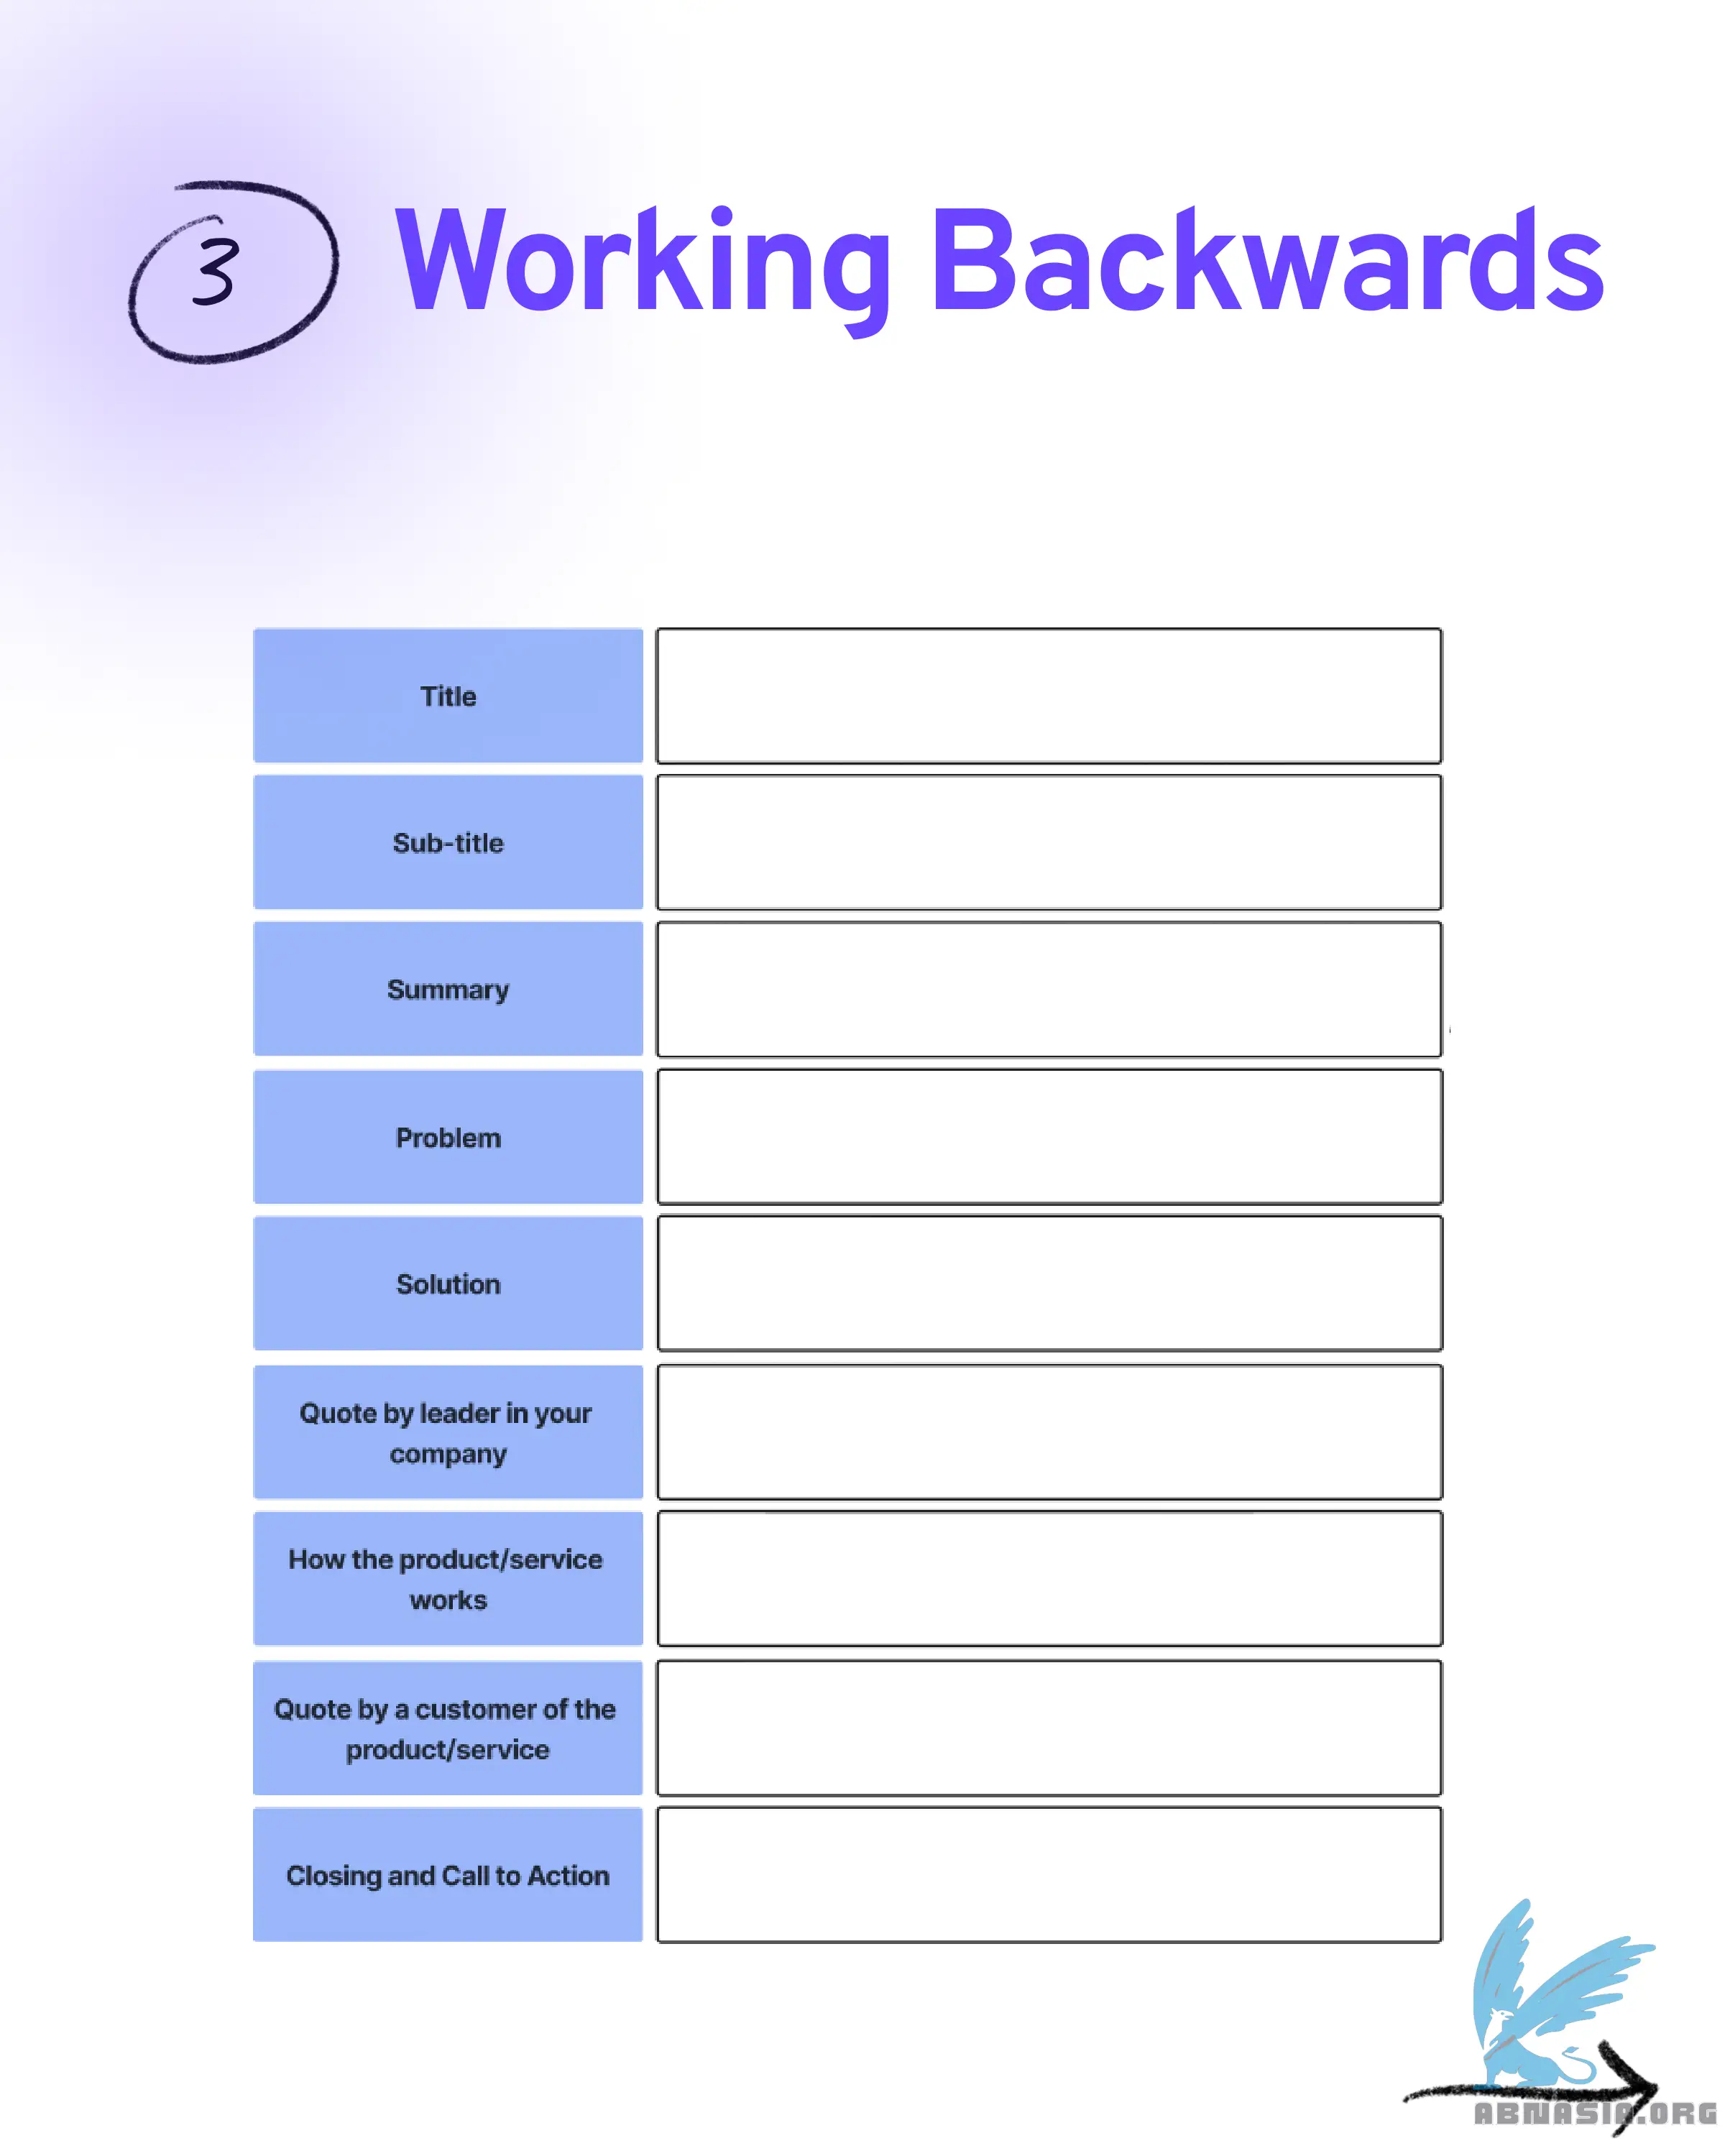 3
Working Backwards
Title
Sub-title
Summary
Problem
Solution
Quote by leader in your
company
How the product/service
works
Quote by a customer of the
product/service
Closing and Call to Action
ABNASIA.ORG